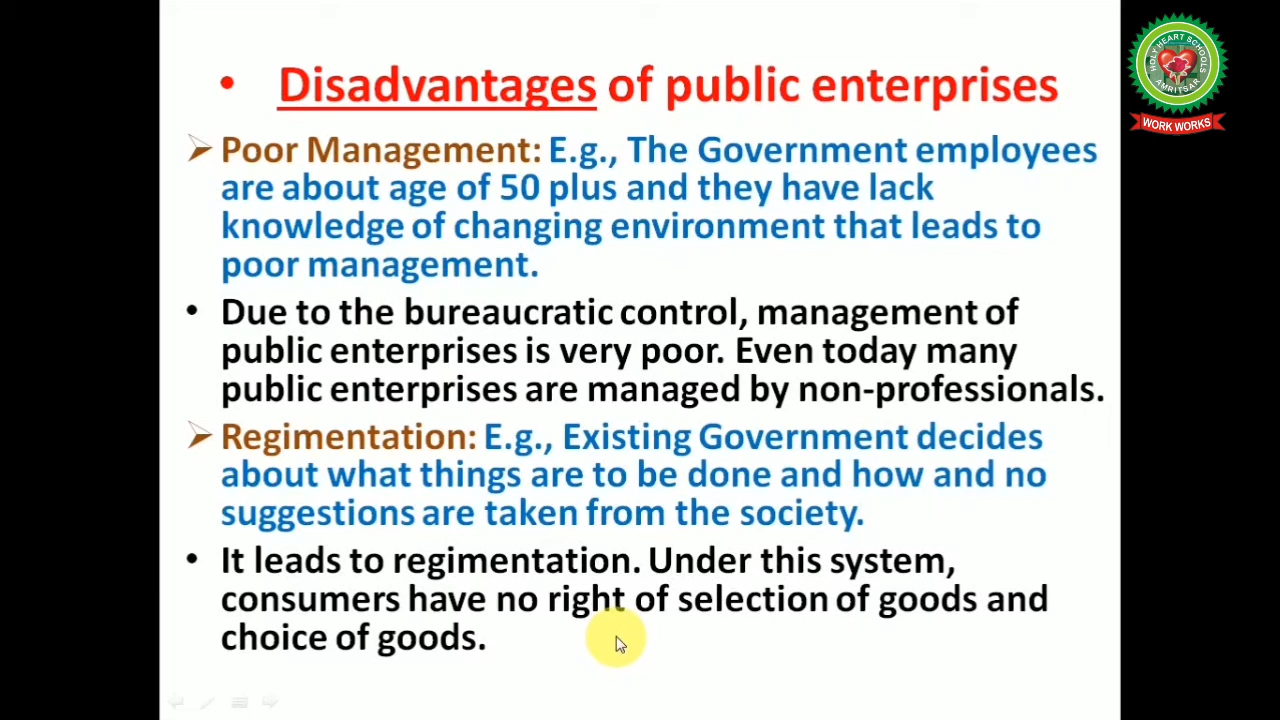 • Disadvantages of public enterprises
➢ Poor Management: E.g., The Government employees
are about age of 50 plus and they have lack
knowledge of changing environment that leads to
poor management.
• Due to the bureaucratic control, management of
public enterprises is very poor. Even today many
public enterprises are managed by non-professionals.
➢ Regimentation: E.g., Existing Government decides
about what things are to be done and how and no
suggestions are taken from the society.
• It leads to regimentation. Under this system,
consumers have no right of selection of goods and
choice of goods.
HOLY HEART SCHOOLS
AMRITSAR
WORK WORKS